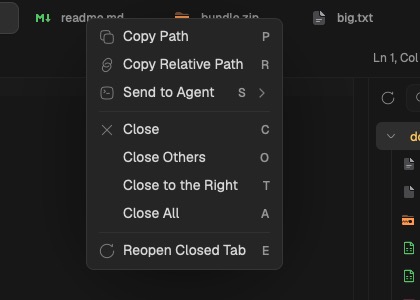 readme.md bundle.zip big.txt
Ln 1, Col
Copy Path P
Copy Relative Path R
Send to Agent S
Close C
Close Others O
Close to the Right T
Close All A
Reopen Closed Tab E